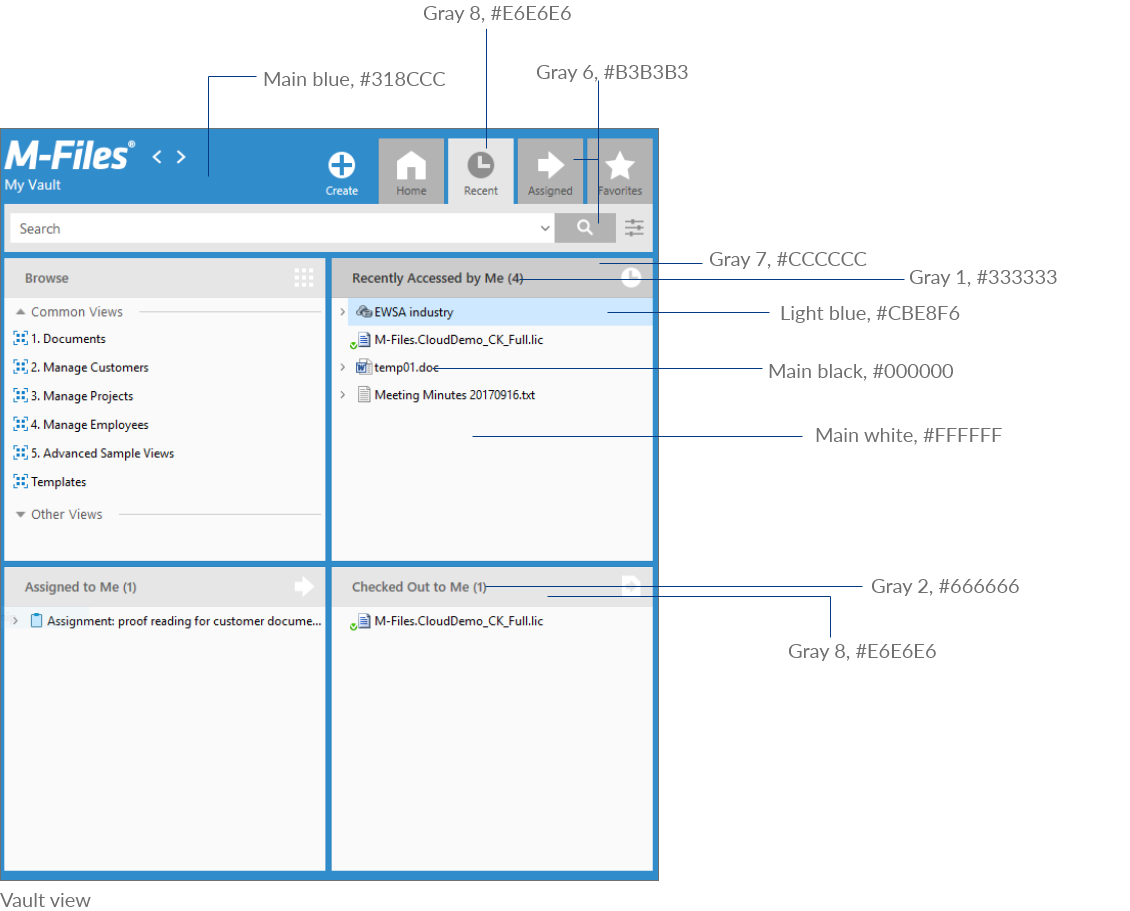 Gray 8, #E6E6E6
Gray 6, #B3B3B3
Main blue, #318CCC
M-Files®
My Vault
Create
Home
Recent
Assigned
Favorites
Search
Browse
Recently Accessed by Me (4)
Gray 7, #CCCCCC
Gray 1, #333333
Common Views
EWSA industry
Light blue, #CBE8F6
1. Documents
M-Files.CloudDemo_CK_Full.lic
2. Manage Customers
temp01.doc
Main black, #000000
3. Manage Projects
Meeting Minutes 20170916.txt
4. Manage Employees
Main white, #FFFFFF
5. Advanced Sample Views
Templates
Other Views
Assigned to Me (1)
Checked Out to Me (1)
Gray 2, #666666
Assignment: proof reading for customer docume...
M-Files.CloudDemo_CK_Full.lic
Gray 8, #E6E6E6
Vault view